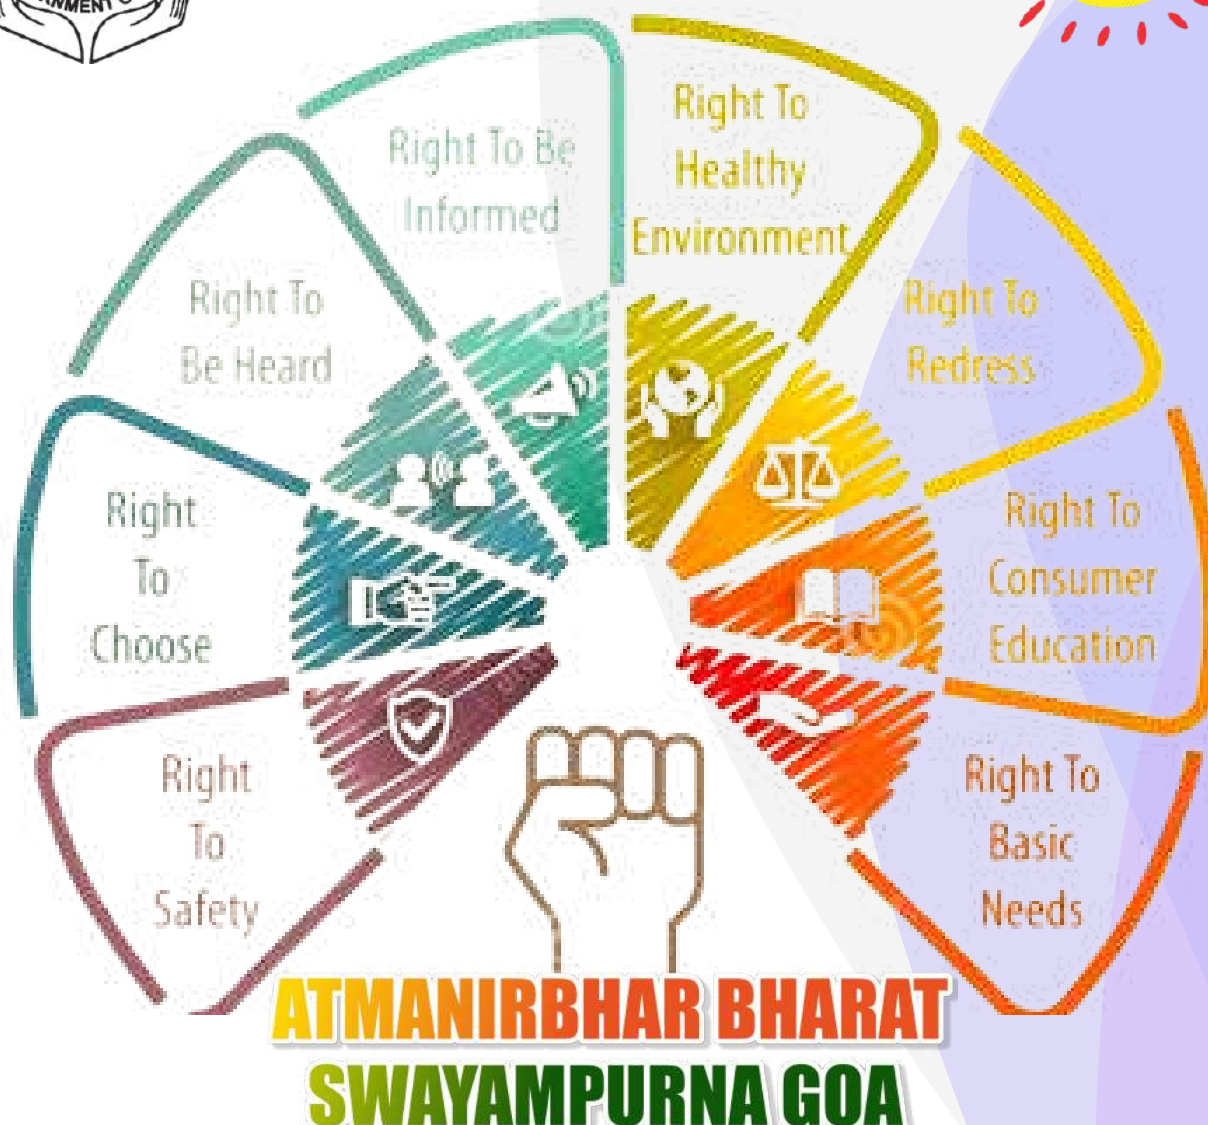 Right To
Healthy
Environment
Right To Be
Informed
Right To
Be Heard
Right To
Redress
Right
To
Choose
Right To
Consumer
Education
Right
To
Safety
Right To
Basic
Needs
ATMANIRBHAR BHARAT
SWAYAMPURNA GOA